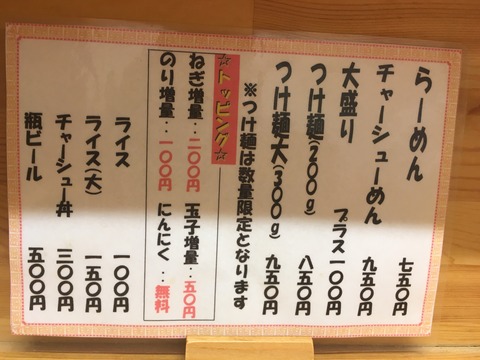 らーめん 七五〇円
チャーシューめん 九五〇円
大盛り プラス一〇〇円
つけ麺(200g) 八五〇円
つけ麺大(300g) 九五〇円
※つけ麺は数量限定となります
☆トッピング☆
ねぎ増量‥二〇〇円 玉子増量‥五〇円
のり増量‥一〇〇円 にんにく‥無料
ライス 一〇〇円
ライス(大) 一五〇円
チャーシュー丼 三〇〇円
瓶ビール 五〇〇円